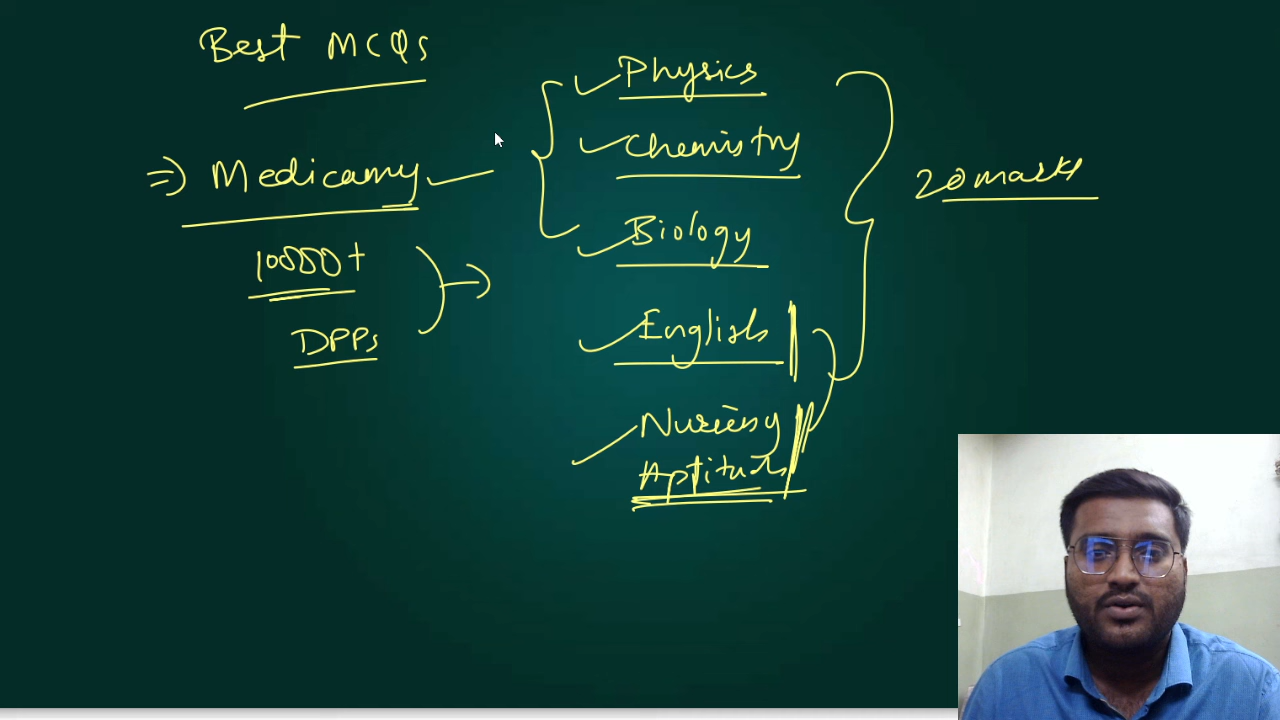 Best MCQs
⇒ Medicamy
10000+
DPPs
Physics
Chemistry
Biology
English
Nursing
Aptitude
20 marks